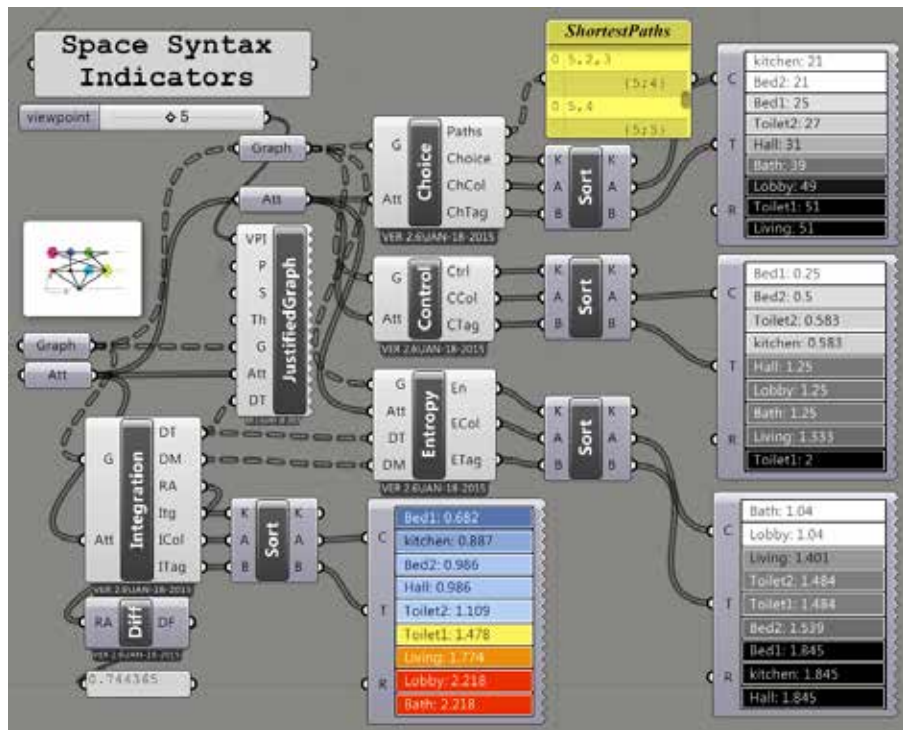 Space Syntax
Indicators
viewpoint
5
Graph
Att
ShortestPaths
0 5,2,3
{5;4}
0 5,4
{5;5}
G
Att
Choice
Paths
Choice
ChCol
ChTag
K
A
B
Sort
K
A
B
C
T
R
kitchen: 21
Bed2: 21
Bed1: 25
Toilet2: 27
Hall: 31
Bath: 39
Lobby: 49
Toilet1: 51
Living: 51
VPI
P
S
Th
G
Att
DT
JustifiedGraph
G
Att
Control
Ctrl
CCol
CTag
VER 2.6\JAN-18-2015
K
A
B
Sort
K
A
B
C
T
R
Bed1: 0.25
Bed2: 0.5
Toilet2: 0.583
kitchen: 0.583
Hall: 1.25
Lobby: 1.25
Bath: 1.25
Living: 1.333
Toilet1: 2
Graph
Att
G
Att
DT
DM
Entropy
En
ECol
ETag
VER 2.6\JAN-18-2015
K
A
B
Sort
K
A
B
C
T
R
Bath: 1.04
Lobby: 1.04
Living: 1.401
Toilet2: 1.484
Toilet1: 1.484
Bed2: 1.539
Bed1: 1.845
kitchen: 1.845
Hall: 1.845
G
Att
Integration
DT
DM
RA
Itg
ICol
ITag
VER 2.6\JAN-18-2015
K
A
B
Sort
K
A
B
C
T
R
Bed1: 0.682
kitchen: 0.887
Bed2: 0.986
Hall: 0.986
Toilet2: 1.109
Toilet1: 1.478
Living: 1.774
Lobby: 2.218
Bath: 2.218
RA
Diff
DF
VER 2.6\JAN-18-2015
0.744365